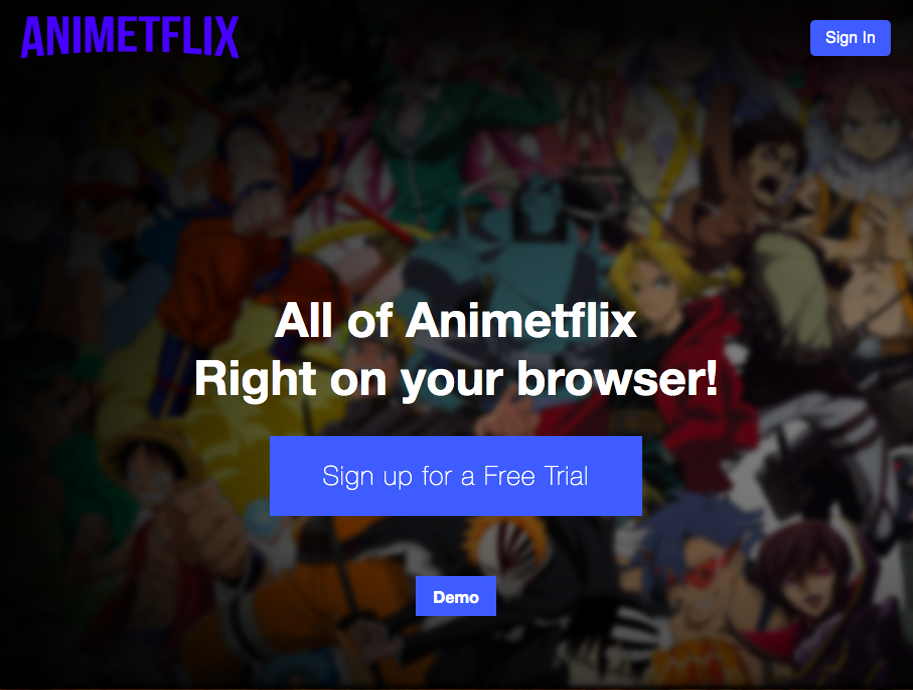 ANIMETFLIX
Sign In
All of Animetflix
Right on your browser!
Sign up for a Free Trial
Demo